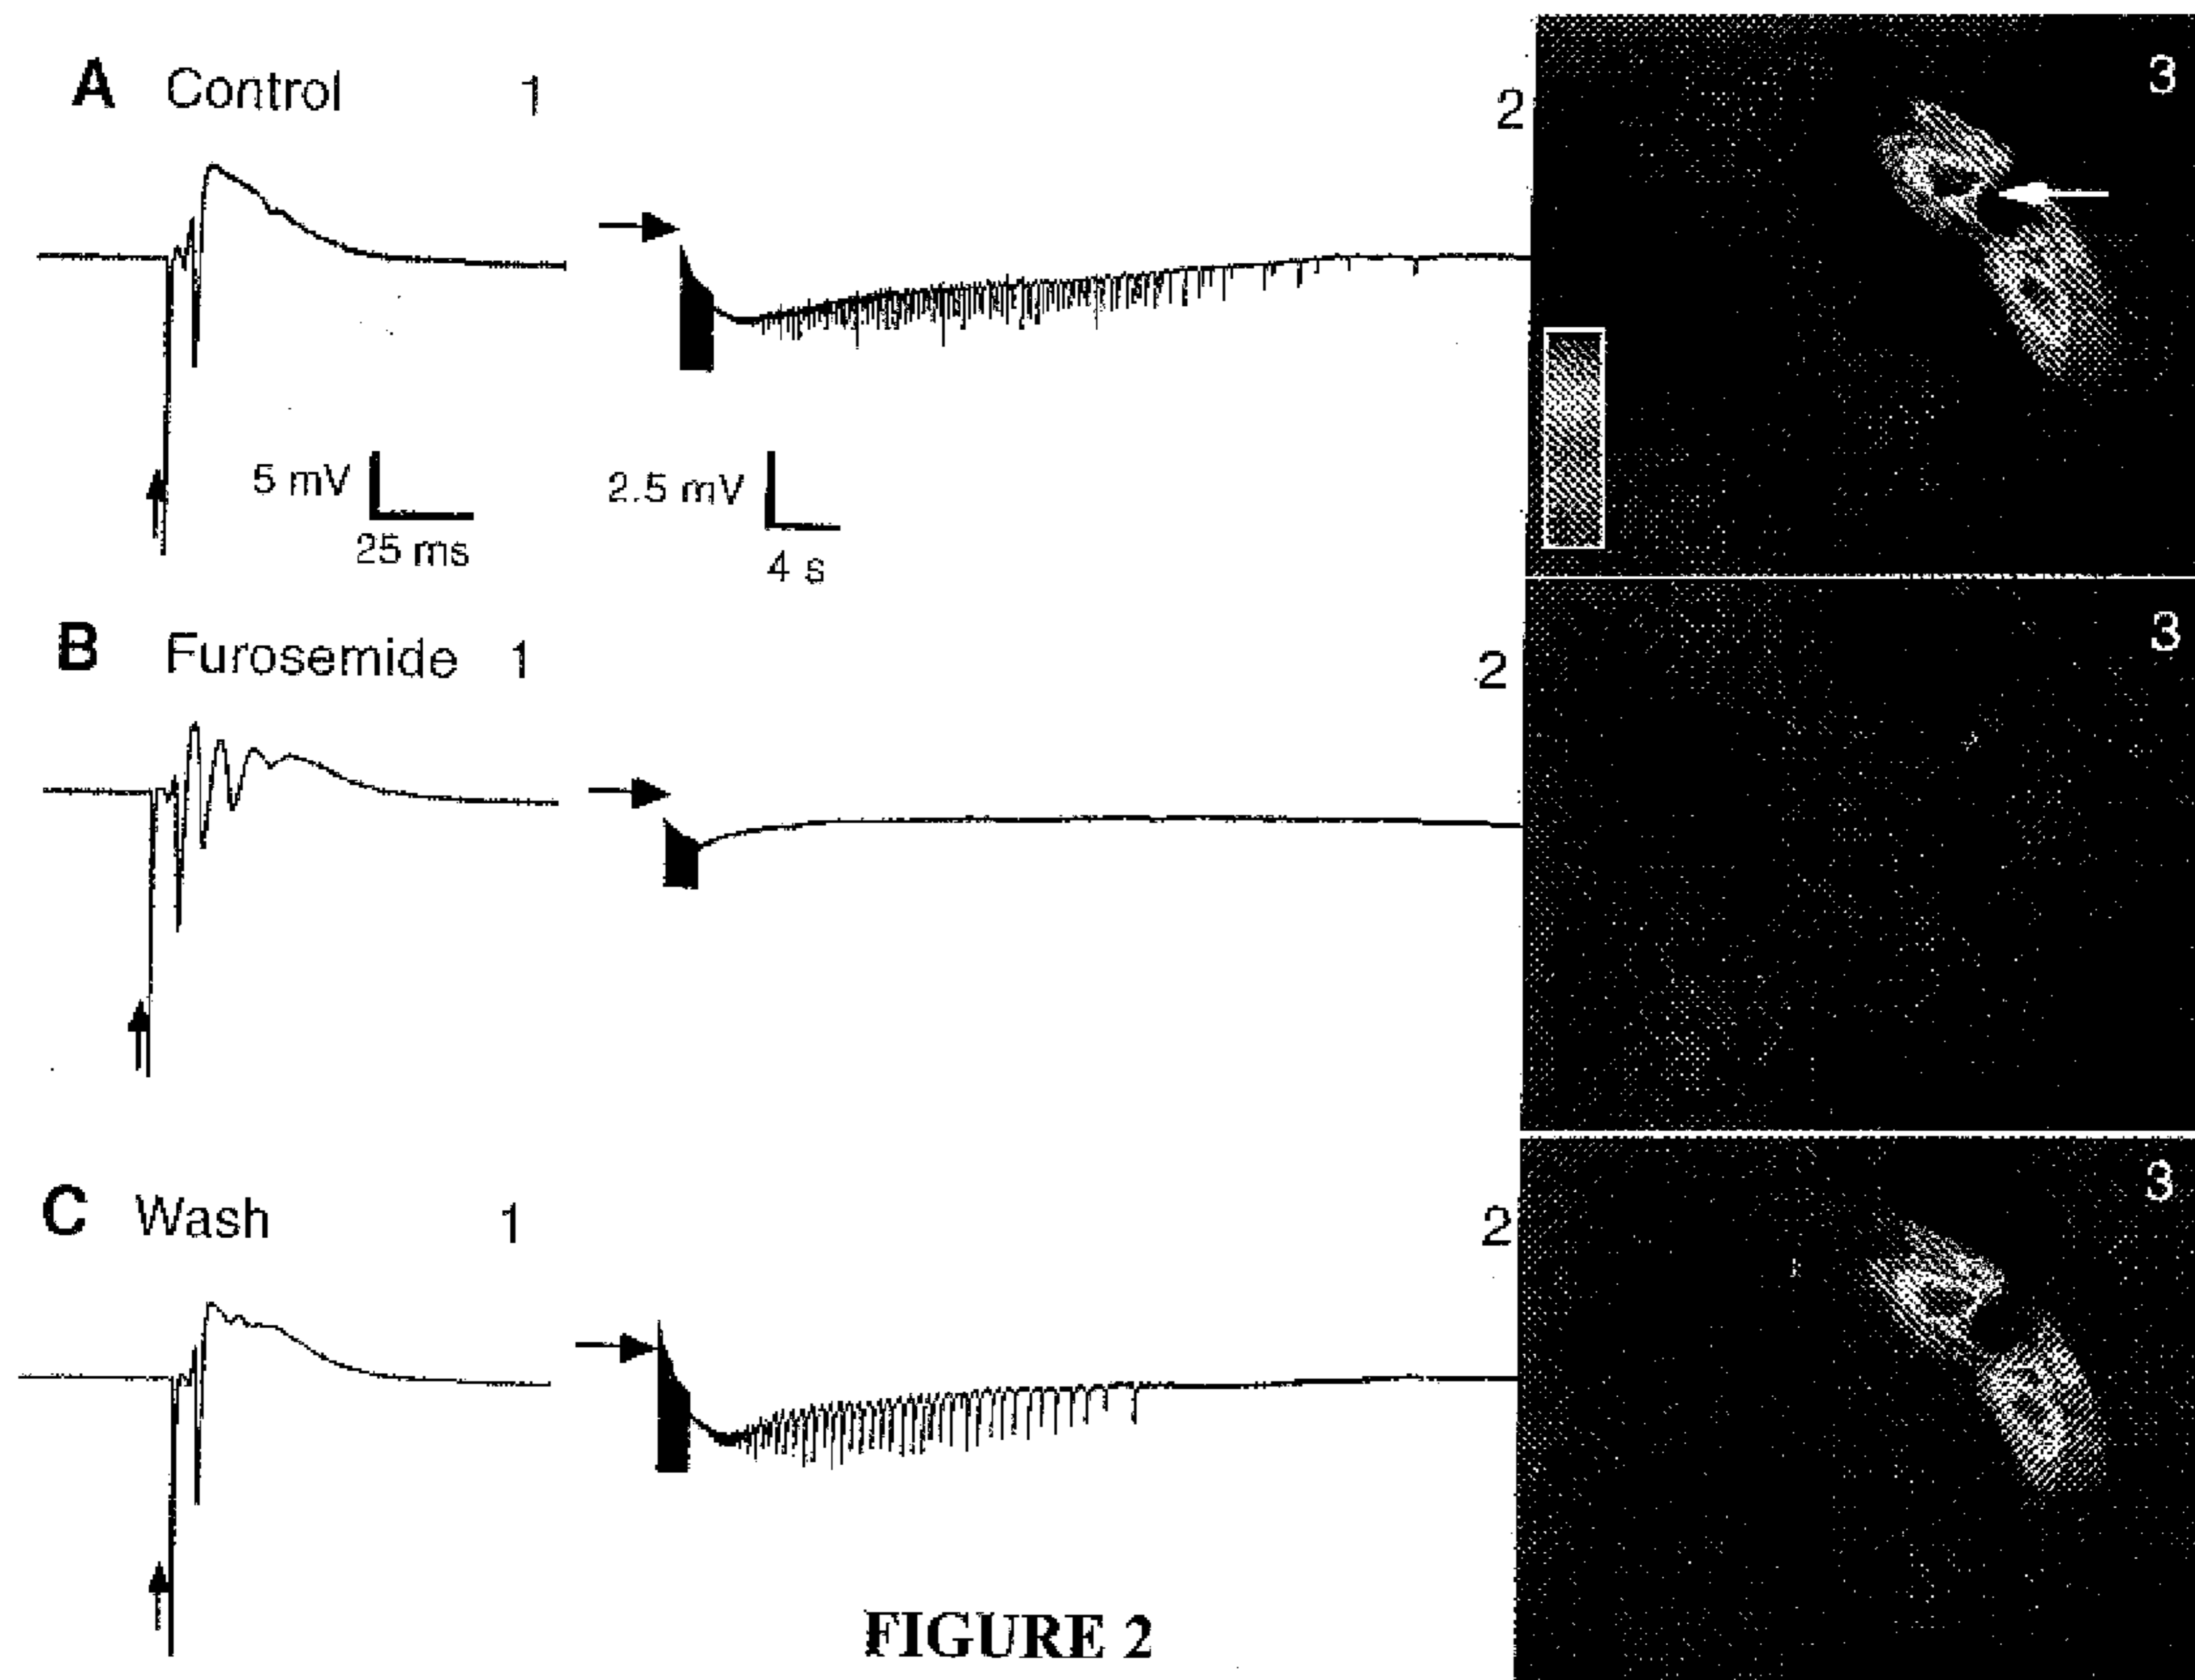 A Control 1
2
3
5 mV
25 ms
2.5 mV
4 s
B Furosemide 1
2
3
C Wash 1
2
3
FIGURE 2